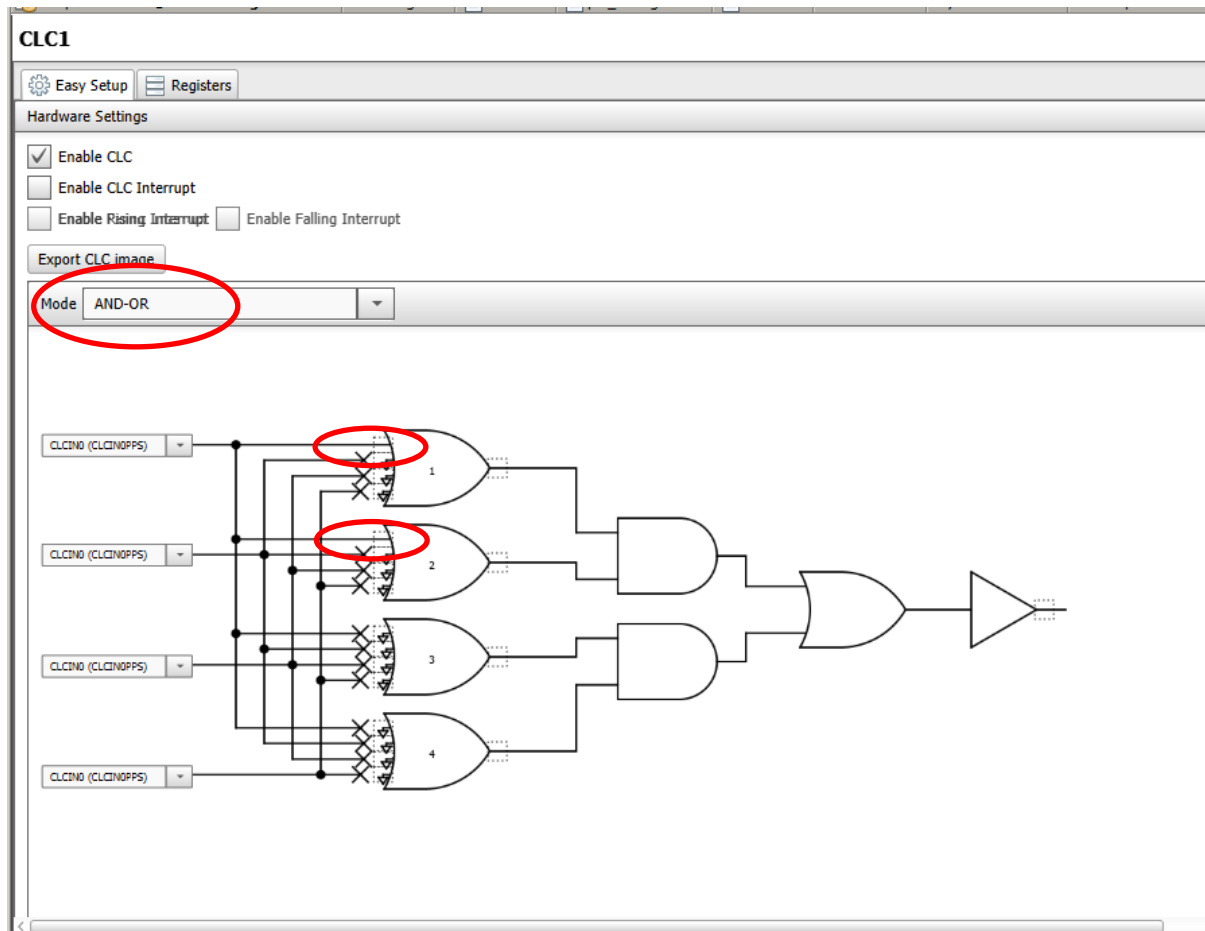 CLC1
Easy Setup Registers
Hardware Settings
Enable CLC
Enable CLC Interrupt
Enable Rising Interrupt Enable Falling Interrupt
Export CLC image
Mode AND-OR
CLCIN0 (CLCIN0PPS)
1
CLCIN0 (CLCIN0PPS)
2
CLCIN0 (CLCIN0PPS)
3
CLCIN0 (CLCIN0PPS)
4